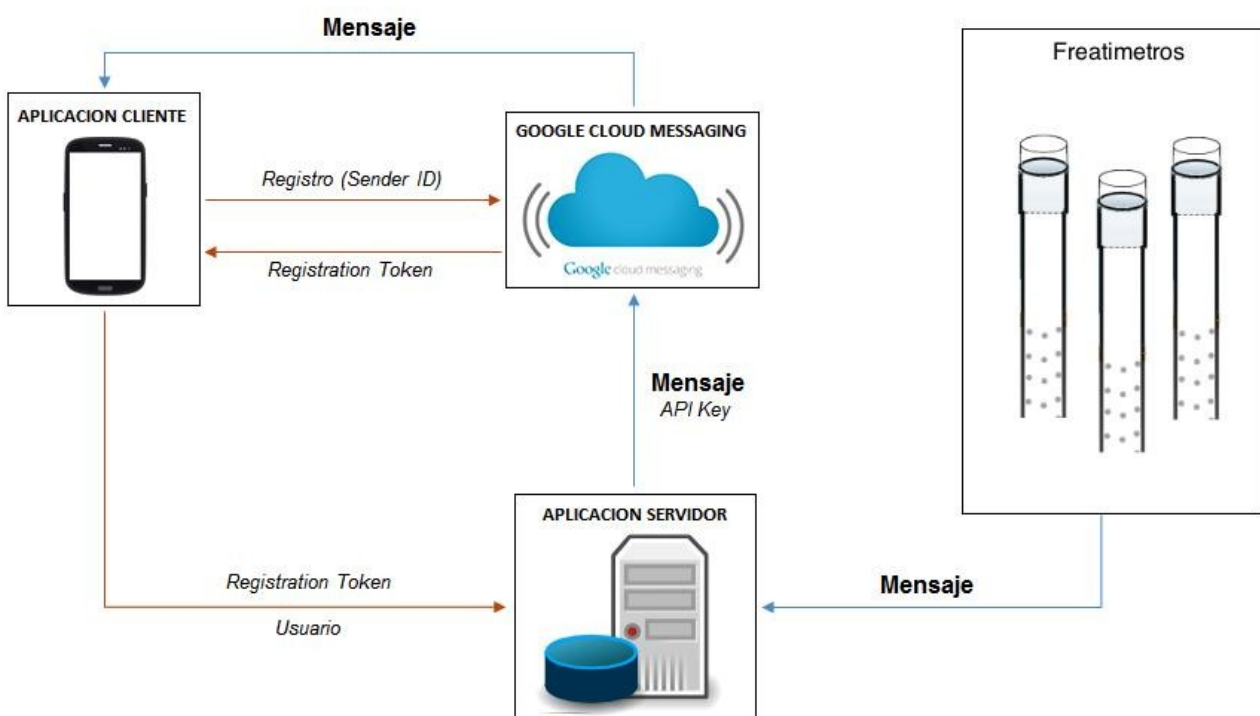 Mensaje
Freatimetros
APLICACION CLIENTE
GOOGLE CLOUD MESSAGING
Registro (Sender ID)
Registration Token
Google cloud messaging
Mensaje
API Key
APLICACION SERVIDOR
Registration Token
Usuario
Mensaje